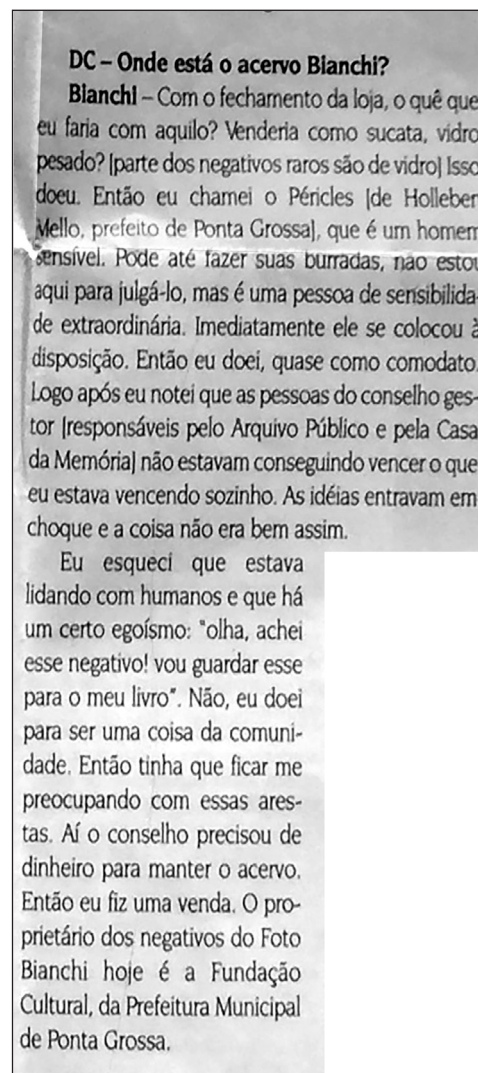 DC – Onde está o acervo Bianchi?
Bianchi – Com o fechamento da loja, o quê que
eu faria com aquilo? Venderia como sucata, vidro
pesado? [parte dos negativos raros são de vidro] Isso
doeu. Então eu chamei o Péricles [de Holleben
Mello, prefeito de Ponta Grossa], que é um homem
sensível. Pode até fazer suas burradas, não estou
aqui para julgá-lo, mas é uma pessoa de sensibilida-
de extraordinária. Imediatamente ele se colocou à
disposição. Então eu doei, quase como comodato.
Logo após eu notei que as pessoas do conselho ges-
tor [responsáveis pelo Arquivo Público e pela Casa
da Memória] não estavam conseguindo vencer o que
eu estava vencendo sozinho. As idéias entravam em
choque e a coisa não era bem assim.
Eu esqueci que estava
lidando com humanos e que há
um certo egoísmo: "olha, achei
esse negativo! vou guardar esse
para o meu livro". Não, eu doei
para ser uma coisa da comuni-
dade. Então tinha que ficar me
preocupando com essas ares-
tas. Aí o conselho precisou de
dinheiro para manter o acervo.
Então eu fiz uma venda. O pro-
prietário dos negativos do Foto
Bianchi hoje é a Fundação
Cultural, da Prefeitura Municipal
de Ponta Grossa.